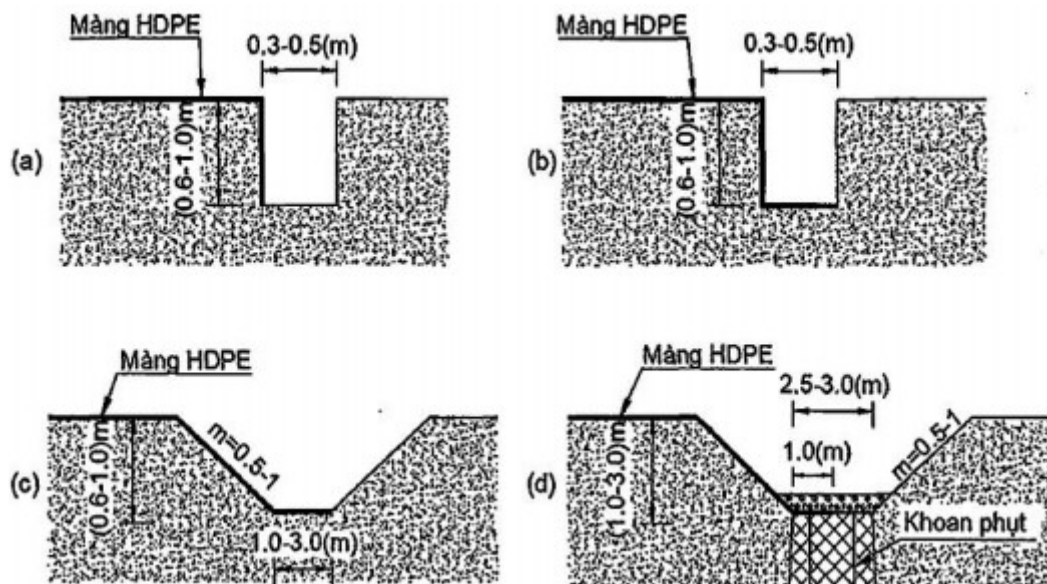 Màng HDPE
0.3-0.5(m)
(a)
(0.6-1.0)m
Màng HDPE
0.3-0.5(m)
(b)
(0.6-1.0)m
Màng HDPE
m=0.5-1
(c)
(0.6-1.0)m
1.0-3.0(m)
Màng HDPE
2.5-3.0(m)
1.0(m)
m=0.5-1
(d)
(1.0-3.0)m
Khoan phụt